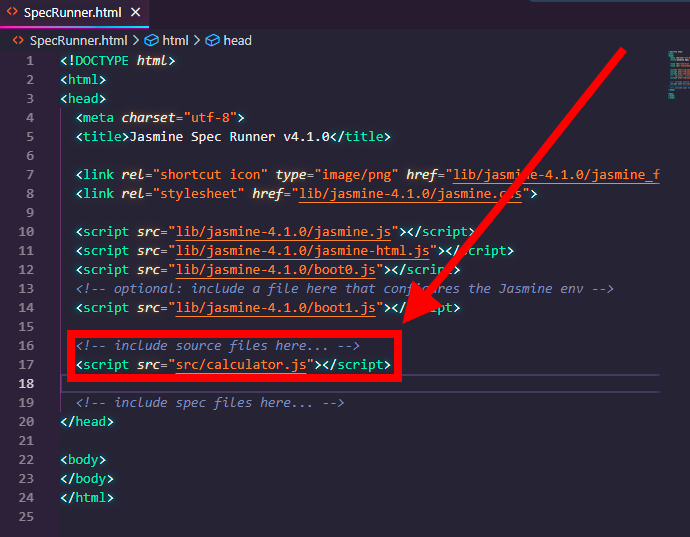 SpecRunner.html
SpecRunner.html > html > head
1 <!DOCTYPE html>
2 <html>
3 <head>
4 <meta charset="utf-8">
5 <title>Jasmine Spec Runner v4.1.0</title>
6
7 <link rel="shortcut icon" type="image/png" href="lib/jasmine-4.1.0/jasmine_f
8 <link rel="stylesheet" href="lib/jasmine-4.1.0/jasmine.css">
9
10 <script src="lib/jasmine-4.1.0/jasmine.js"></script>
11 <script src="lib/jasmine-4.1.0/jasmine-html.js"></script>
12 <script src="lib/jasmine-4.1.0/boot0.js"></script>
13 <!-- optional: include a file here that configures the Jasmine env -->
14 <script src="lib/jasmine-4.1.0/boot1.js"></script>
15
16 <!-- include source files here... -->
17 <script src="src/calculator.js"></script>
18
19 <!-- include spec files here... -->
20 </head>
21
22 <body>
23 </body>
24 </html>
25